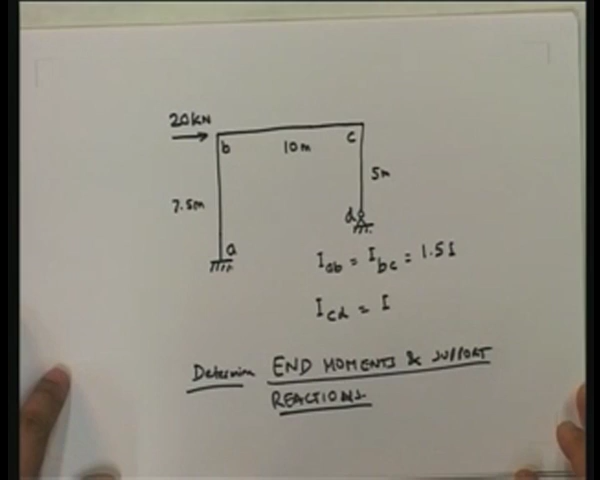 20KN
b
10m
c
5m
7.5m
d
a
Iab = Ibc = 1.5I
Icd = I
Determine END MOMENTS & SUPPORT
REACTIONS